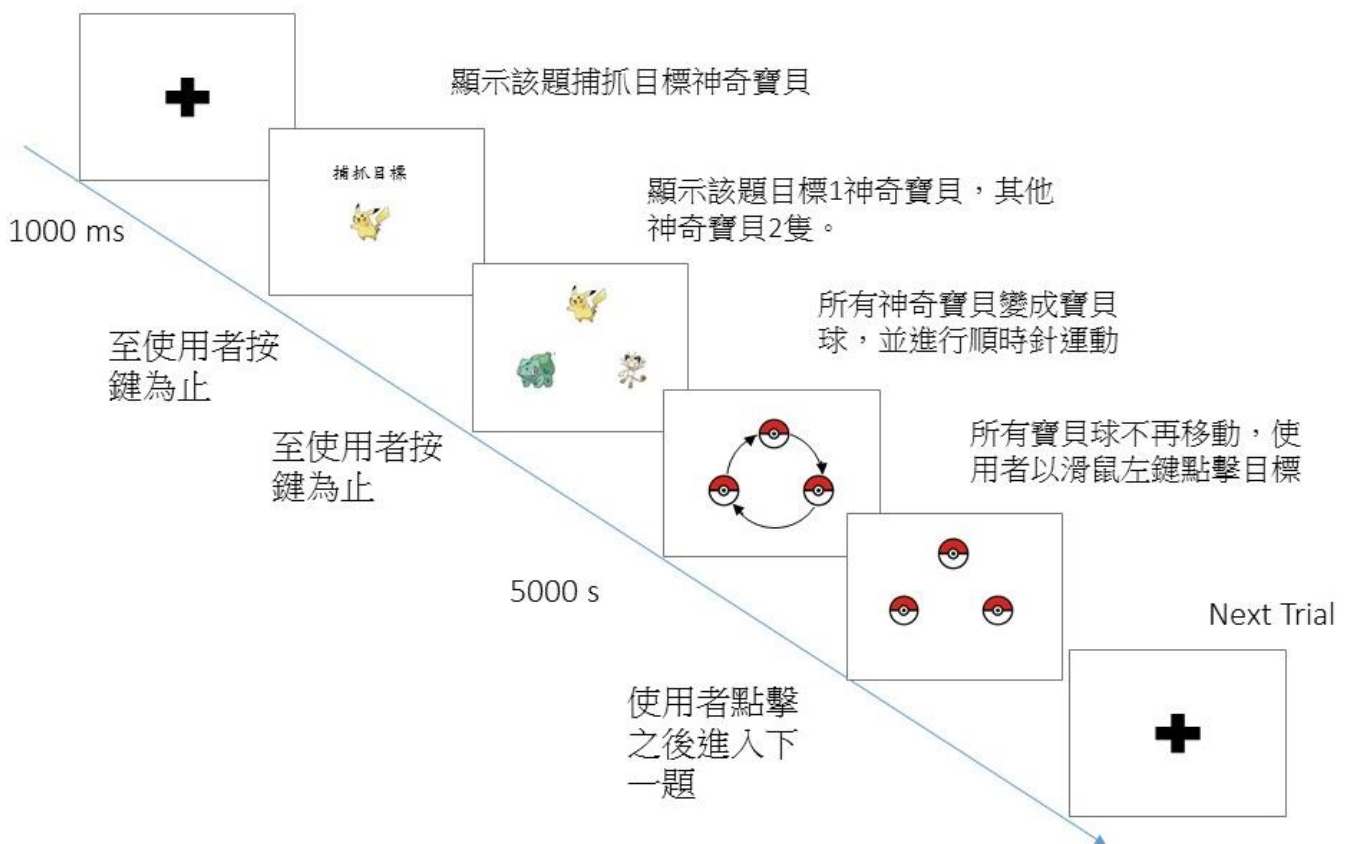 顯示該題捕抓目標神奇寶貝
捕抓目標
顯示該題目標1神奇寶貝，其他
神奇寶貝2隻。
1000 ms
所有神奇寶貝變成寶貝
球，並進行順時針運動
至使用者按
鍵為止
所有寶貝球不再移動，使
用者以滑鼠左鍵點擊目標
至使用者按
鍵為止
5000 s
Next Trial
使用者點擊
之後進入下
一題